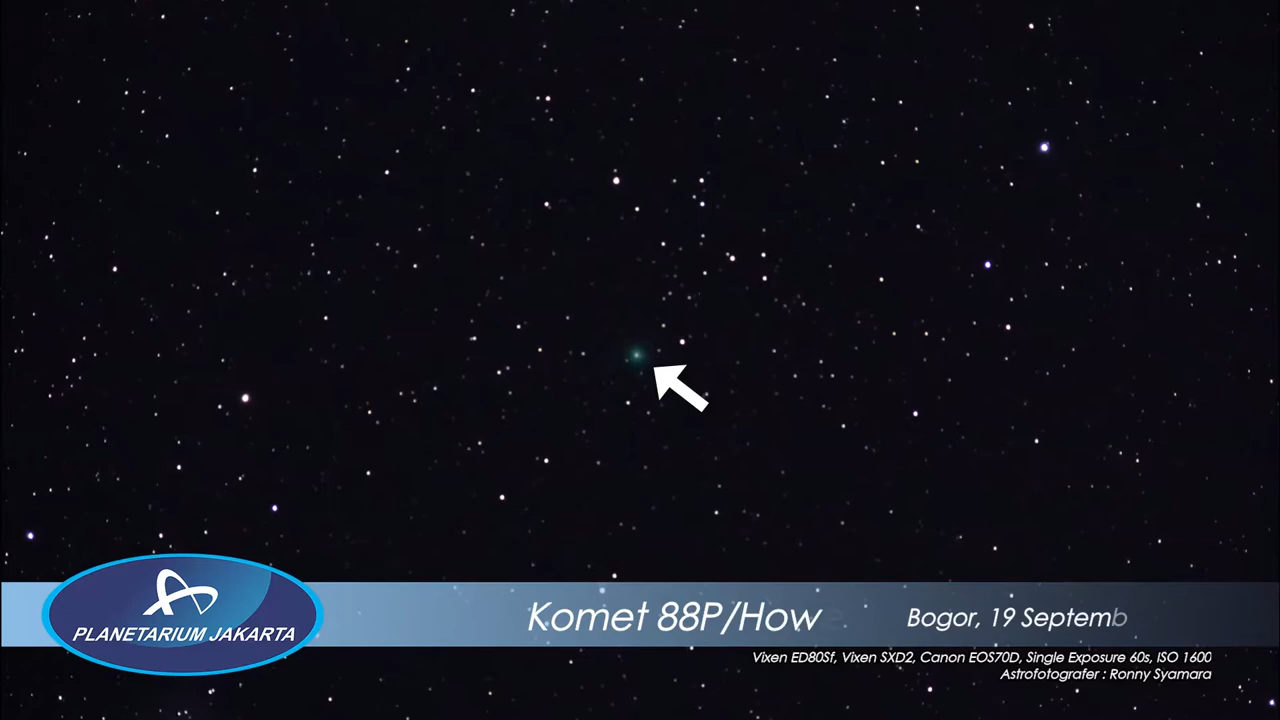 Komet 88P/Howe
Bogor, 19 Septemb
PLANETARIUM JAKARTA
Vixen ED80Sf, Vixen SXD2, Canon EOS70D, Single Exposure 60s, ISO 1600
Astrofotografer : Ronny Syamara